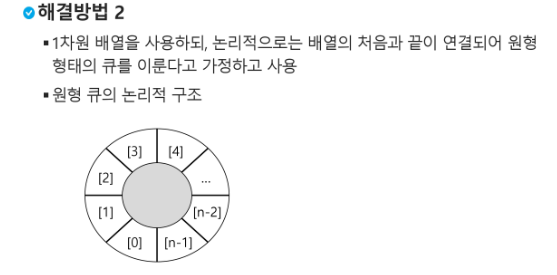 해결방법 2
1차원 배열을 사용하되, 논리적으로는 배열의 처음과 끝이 연결되어 원형
형태의 큐를 이룬다고 가정하고 사용
원형 큐의 논리적 구조
[3] [4]
[2] ...
[1] [n-2]
[0] [n-1]